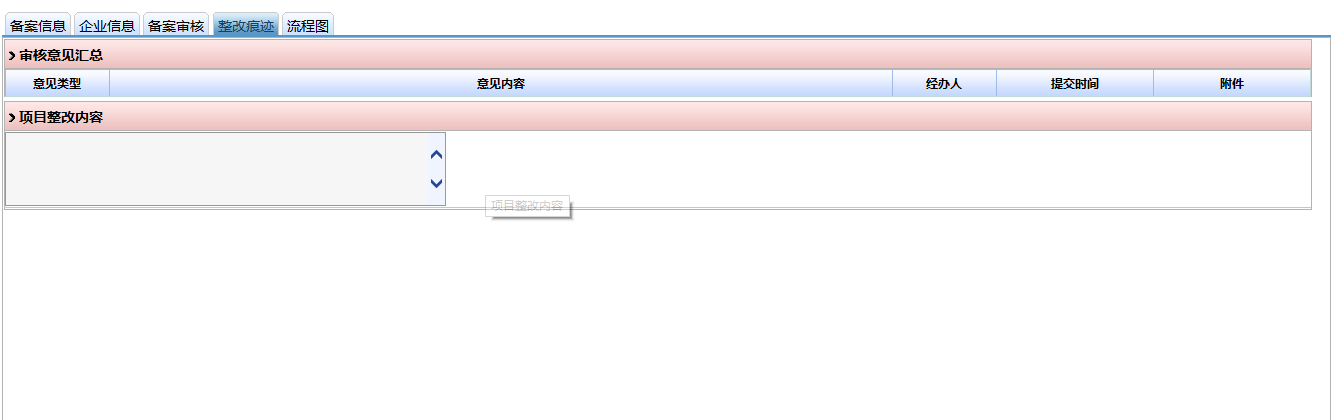 备案信息 企业信息 备案审核 整改痕迹 流程图
审核意见汇总
意见类型 意见内容 经办人 提交时间 附件
项目整改内容
项目整改内容